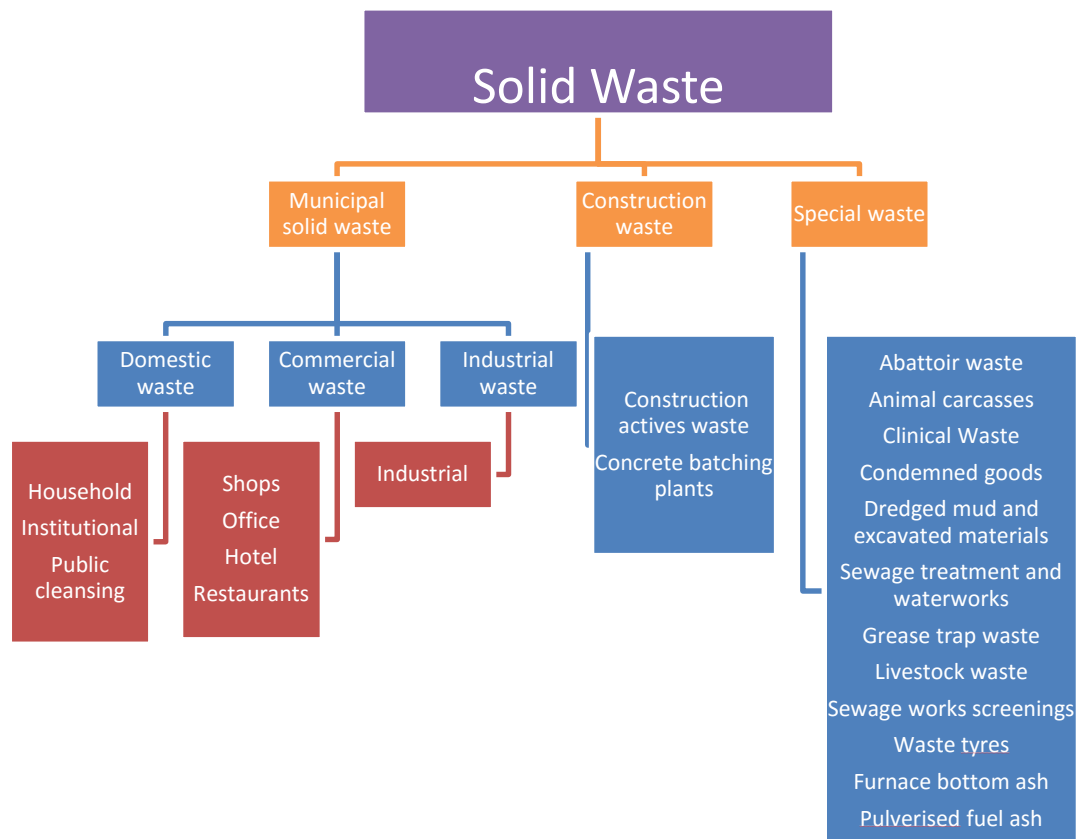 Solid Waste
Municipal
solid waste
Construction
waste
Special waste
Domestic
waste
Commercial
waste
Industrial
waste
Household
Institutional
Public
cleansing
Shops
Office
Hotel
Restaurants
Industrial
Construction
actives waste
Concrete batching
plants
Abattoir waste
Animal carcasses
Clinical Waste
Condemned goods
Dredged mud and
excavated materials
Sewage treatment and
waterworks
Grease trap waste
Livestock waste
Sewage works screenings
Waste tyres
Furnace bottom ash
Pulverised fuel ash